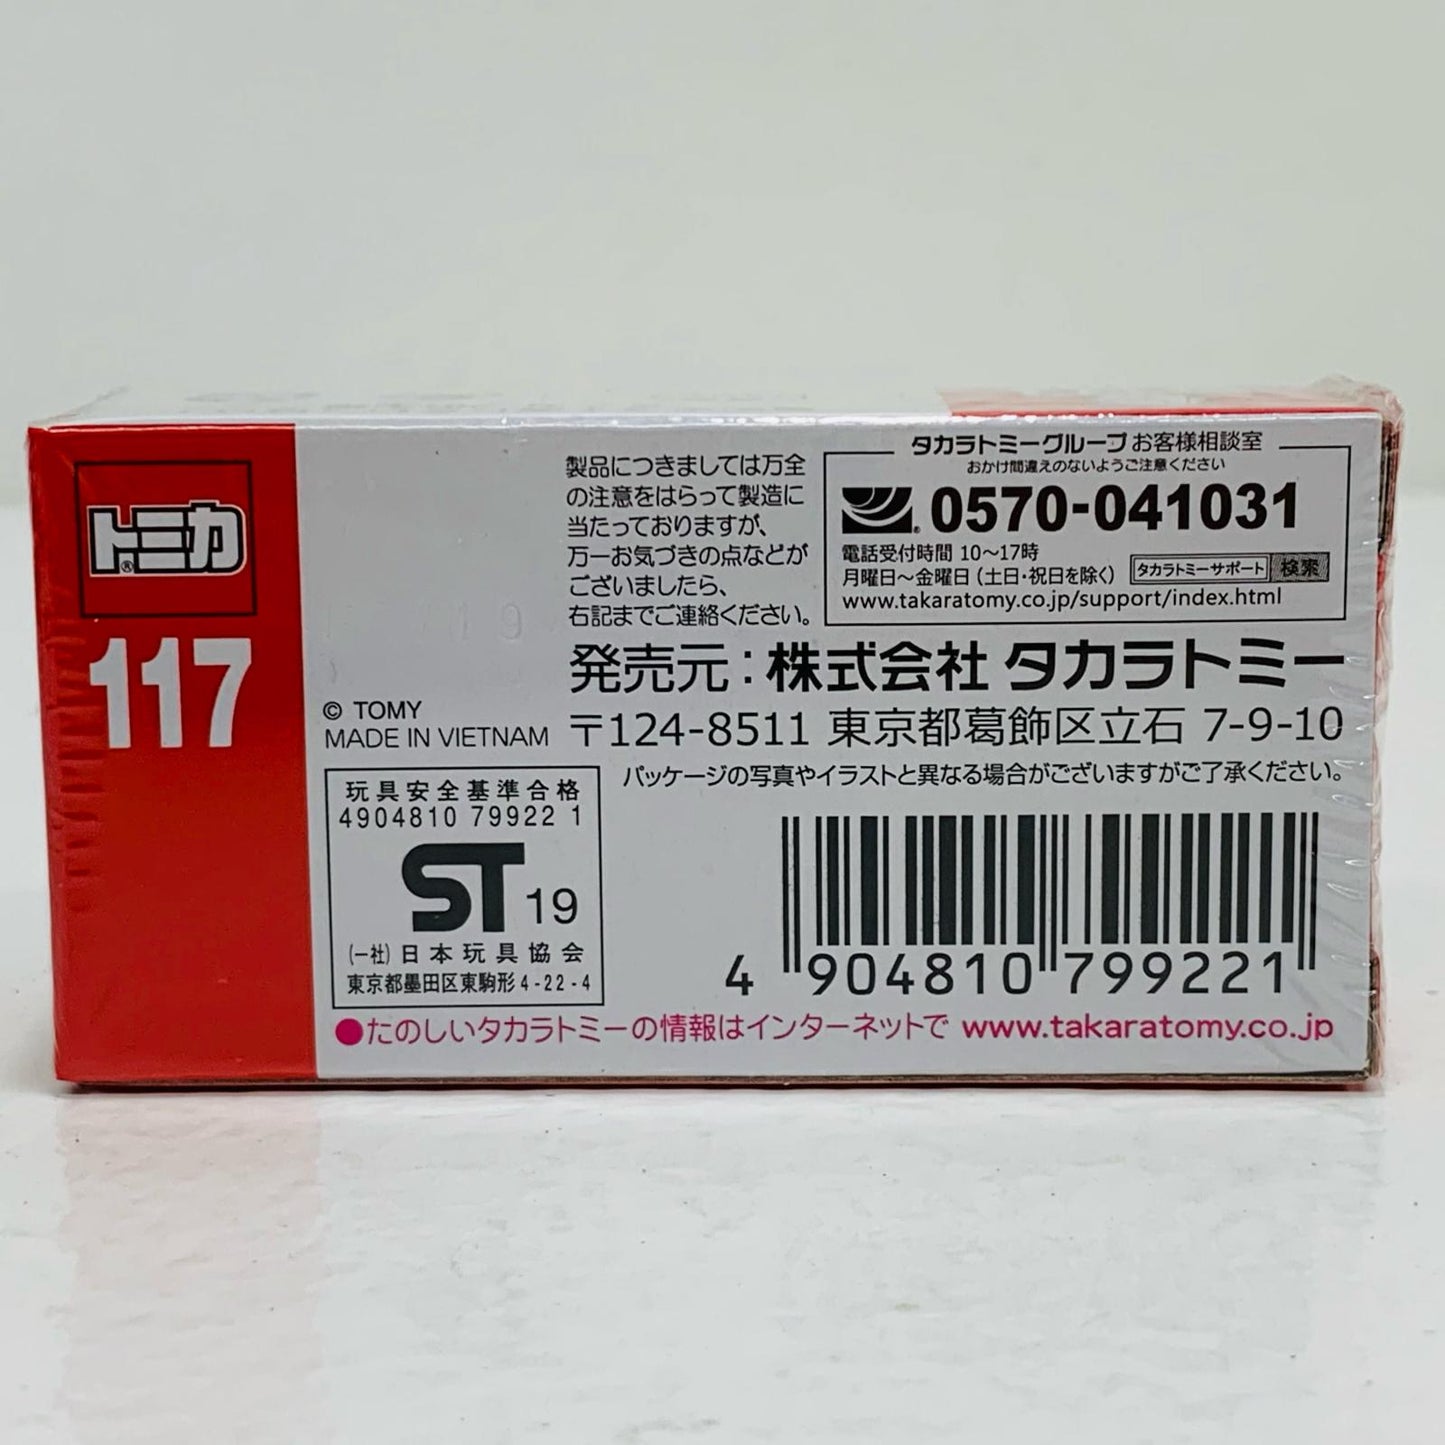 トミカ®
117
© TOMY
MADE IN VIETNAM
玩具安全基準合格
4904810 79922 1
ST 19
(一社)日本玩具協会
東京都墨田区東駒形4-22-4
製品につきましては万全
の注意をはらって製造に
当たっておりますが、
万一お気づきの点などが
ございましたら、
右記までご連絡ください。
タカラトミーグループお客様相談室
おかけ間違えのないようご注意ください
0570-041031
電話受付時間 10〜17時
月曜日〜金曜日(土日・祝日を除く)
タカラトミーサポート 検索
www.takaratomy.co.jp/support/index.html
発売元:株式会社 タカラトミー
〒124-8511 東京都葛飾区立石 7-9-10
パッケージの写真やイラストと異なる場合がございますがご了承ください。
4 904810 799221
●たのしいタカラトミーの情報はインターネットで www.takaratomy.co.jp